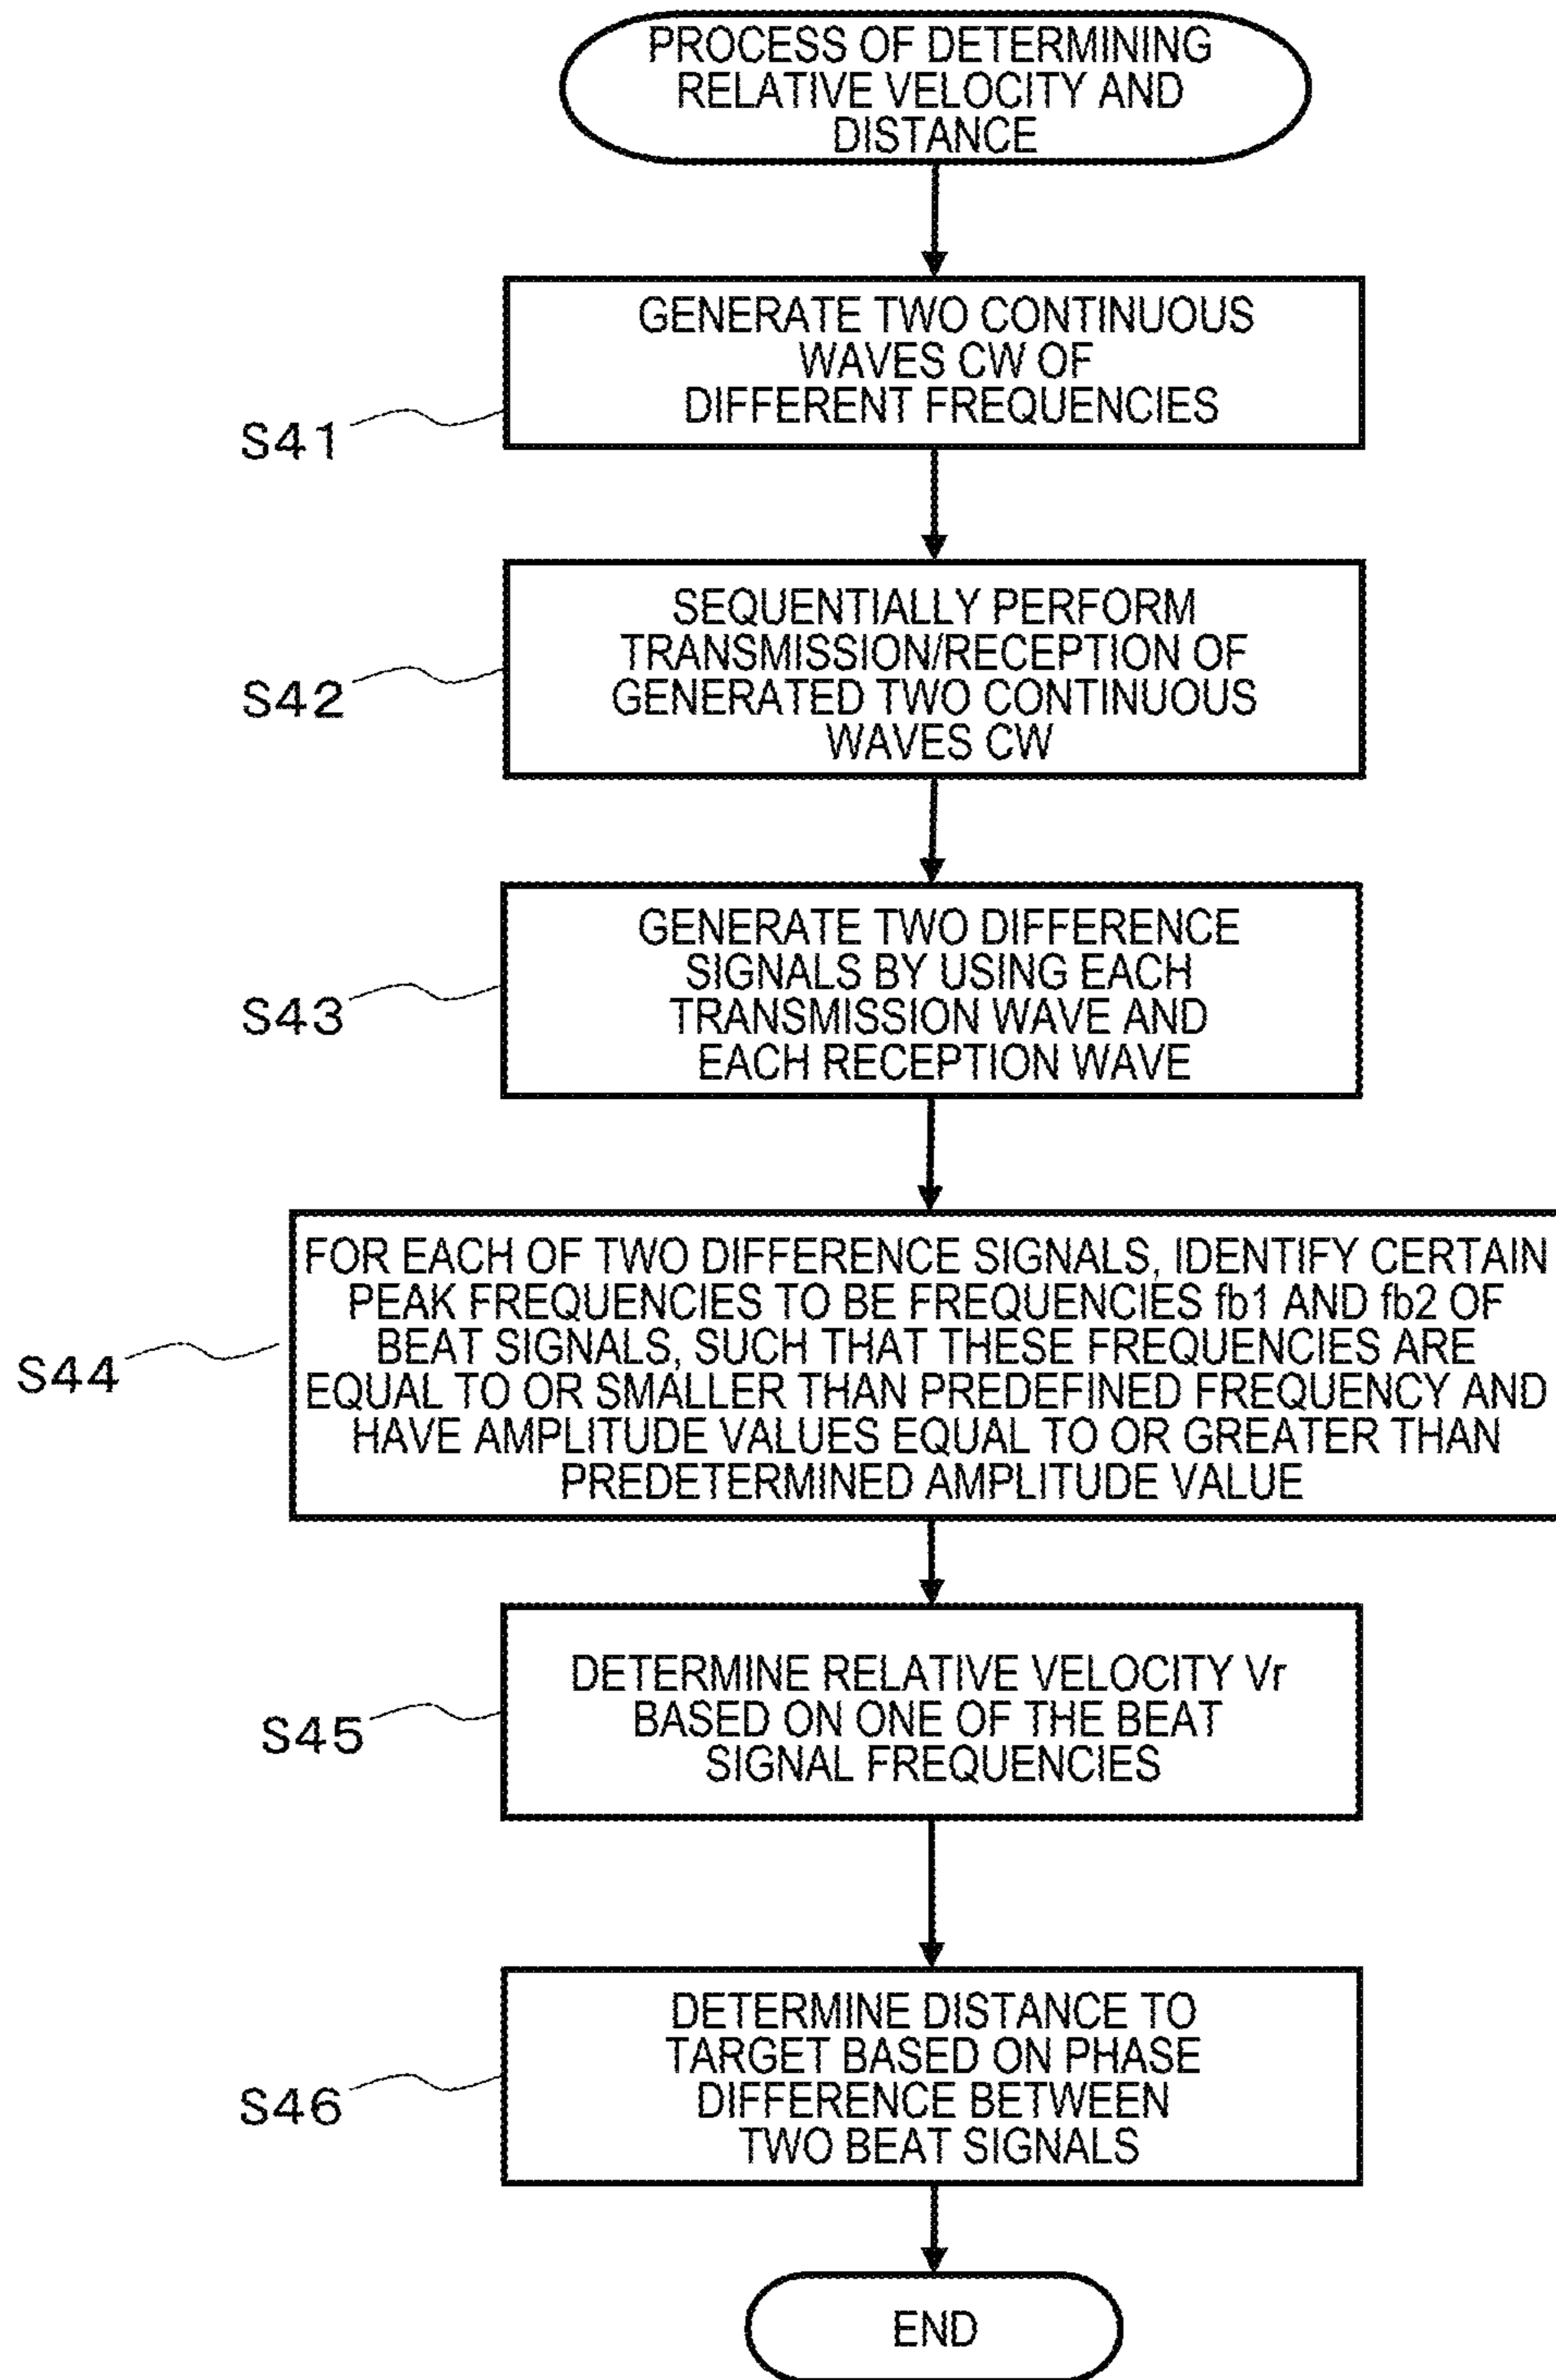 PROCESS OF DETERMINING
RELATIVE VELOCITY AND
DISTANCE
GENERATE TWO CONTINUOUS
WAVES CW OF
DIFFERENT FREQUENCIES
S41
SEQUENTIALLY PERFORM
TRANSMISSION/RECEPTION OF
GENERATED TWO CONTINUOUS
WAVES CW
S42
GENERATE TWO DIFFERENCE
SIGNALS BY USING EACH
TRANSMISSION WAVE AND
EACH RECEPTION WAVE
S43
FOR EACH OF TWO DIFFERENCE SIGNALS, IDENTIFY CERTAIN
PEAK FREQUENCIES TO BE FREQUENCIES fb1 AND fb2 OF
BEAT SIGNALS, SUCH THAT THESE FREQUENCIES ARE
EQUAL TO OR SMALLER THAN PREDEFINED FREQUENCY AND
HAVE AMPLITUDE VALUES EQUAL TO OR GREATER THAN
PREDETERMINED AMPLITUDE VALUE
S44
DETERMINE RELATIVE VELOCITY Vr
BASED ON ONE OF THE BEAT
SIGNAL FREQUENCIES
S45
DETERMINE DISTANCE TO
TARGET BASED ON PHASE
DIFFERENCE BETWEEN
TWO BEAT SIGNALS
S46
END